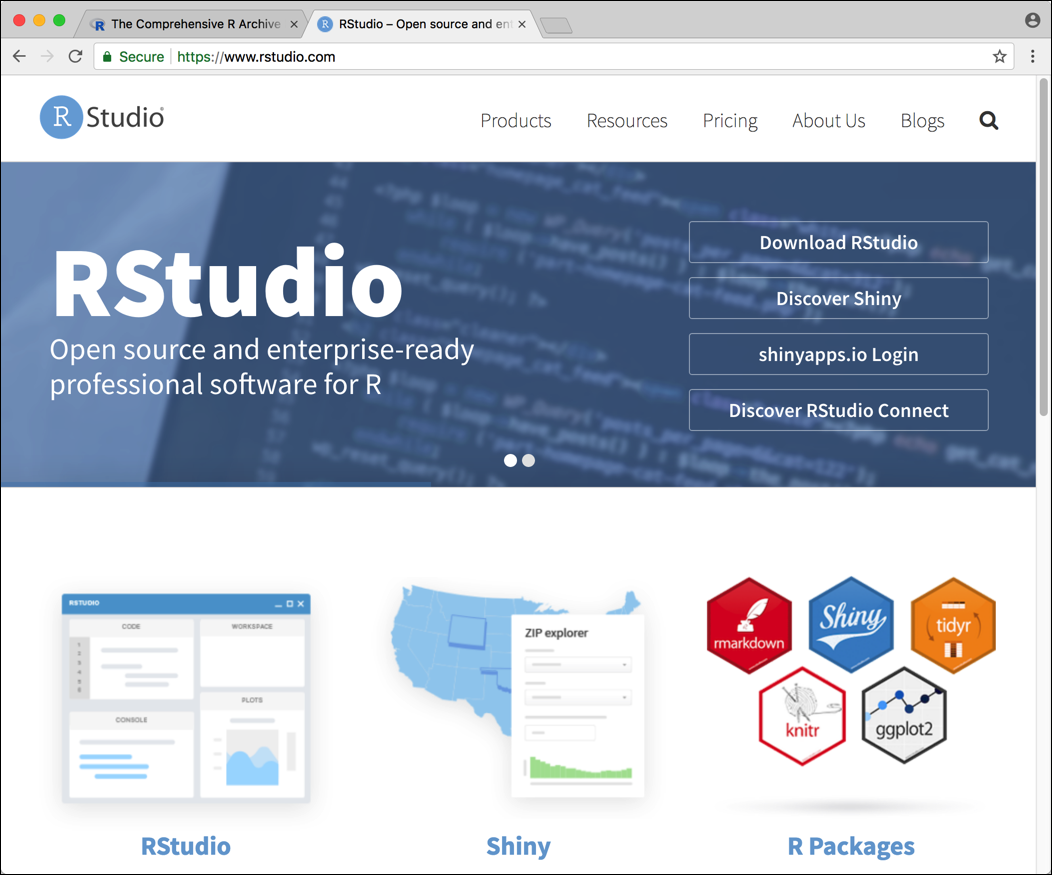 The Comprehensive R Archive
RStudio – Open source and ent
Secure
https://www.rstudio.com
R Studio®
Products
Resources
Pricing
About Us
Blogs
RStudio
Open source and enterprise-ready
professional software for R
Download RStudio
Discover Shiny
shinyapps.io Login
Discover RStudio Connect
RSTUDIO
CODE
WORKSPACE
PLOTS
CONSOLE
ZIP explorer
rmarkdown
Shiny
tidyr
knitr
ggplot2
RStudio
Shiny
R Packages